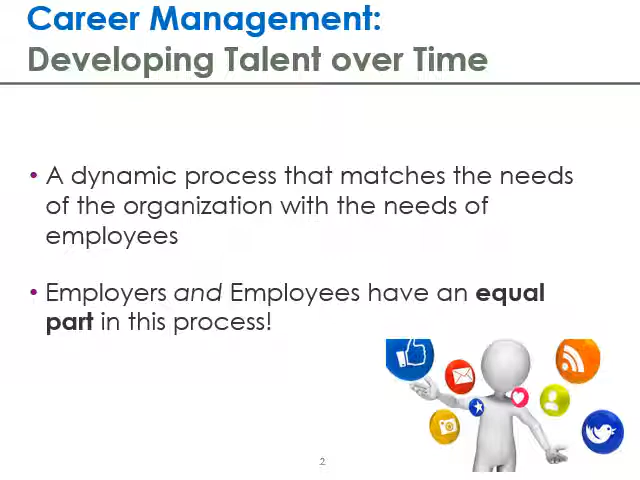 Career Management:
Developing Talent over Time
• A dynamic process that matches the needs
of the organization with the needs of
employees
• Employers and Employees have an equal
part in this process!
2